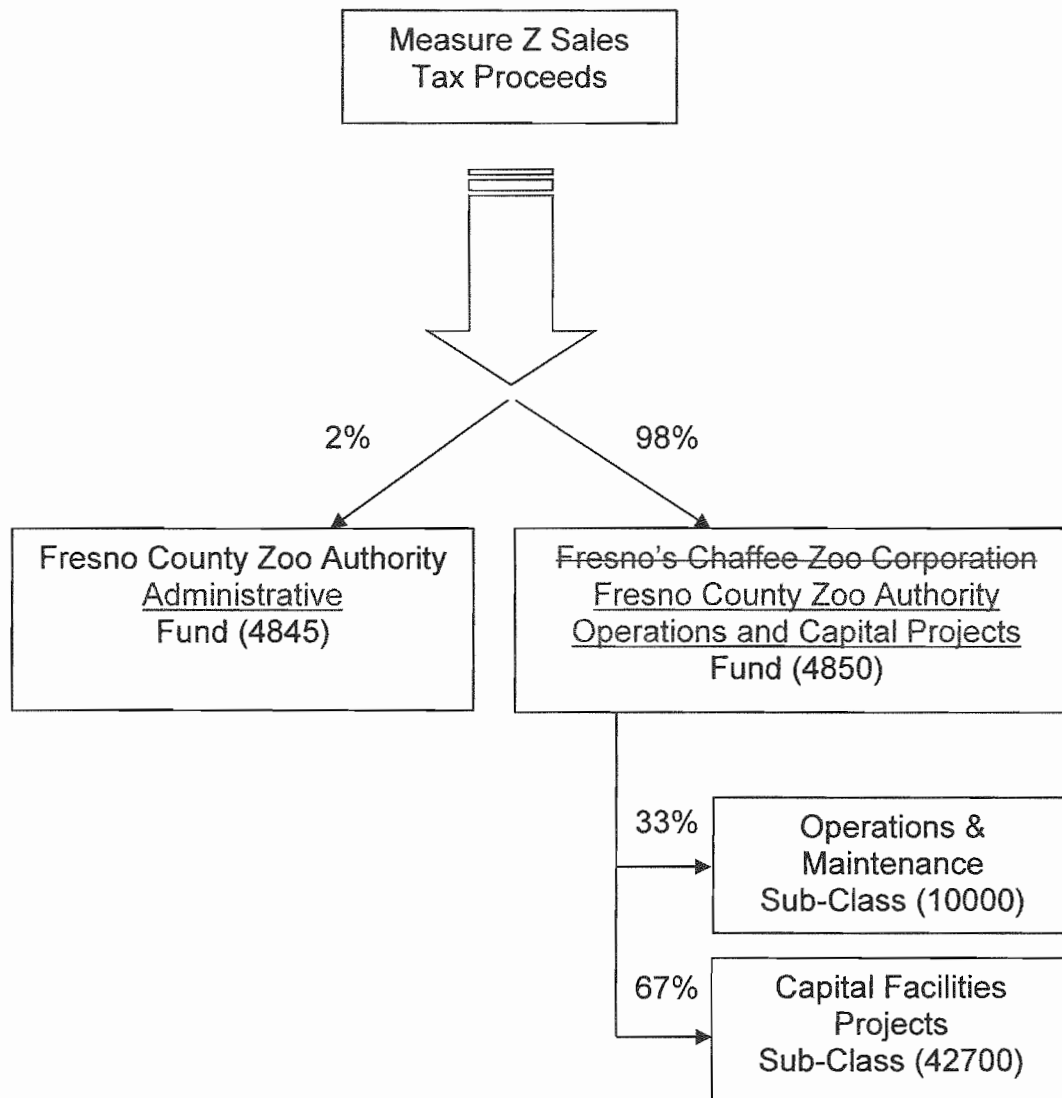 Measure Z Sales
Tax Proceeds
2%
98%
Fresno County Zoo Authority
Administrative
Fund (4845)
Fresno's Chaffee Zoo Corporation
Fresno County Zoo Authority
Operations and Capital Projects
Fund (4850)
33%
Operations &
Maintenance
Sub-Class (10000)
67%
Capital Facilities
Projects
Sub-Class (42700)